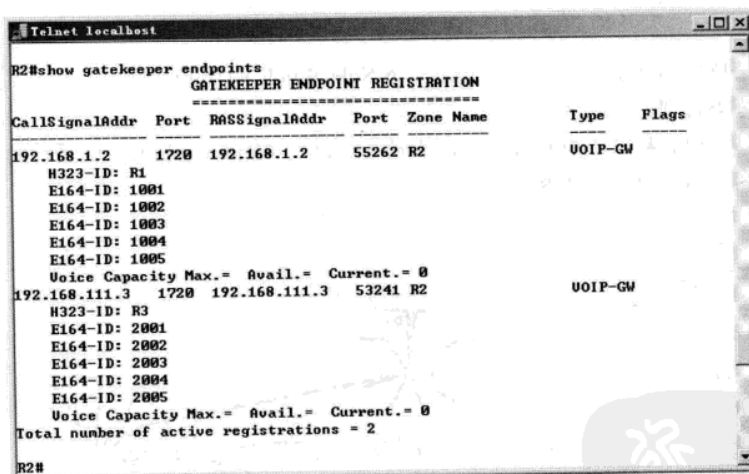 Telnet localhost
R2#show gatekeeper endpoints
GATEKEEPER ENDPOINT REGISTRATION
================================
CallSignalAddr Port RASSignalAddr Port Zone Name Type Flags
--------------- ----- --------------- ----- --------- ---- -----
192.168.1.2 1720 192.168.1.2 55262 R2 VOIP-GW
H323-ID: R1
E164-ID: 1001
E164-ID: 1002
E164-ID: 1003
E164-ID: 1004
E164-ID: 1005
Voice Capacity Max.= Avail.= Current.= 0
192.168.111.3 1720 192.168.111.3 53241 R2 VOIP-GW
H323-ID: R3
E164-ID: 2001
E164-ID: 2002
E164-ID: 2003
E164-ID: 2004
E164-ID: 2005
Voice Capacity Max.= Avail.= Current.= 0
Total number of active registrations = 2
R2#